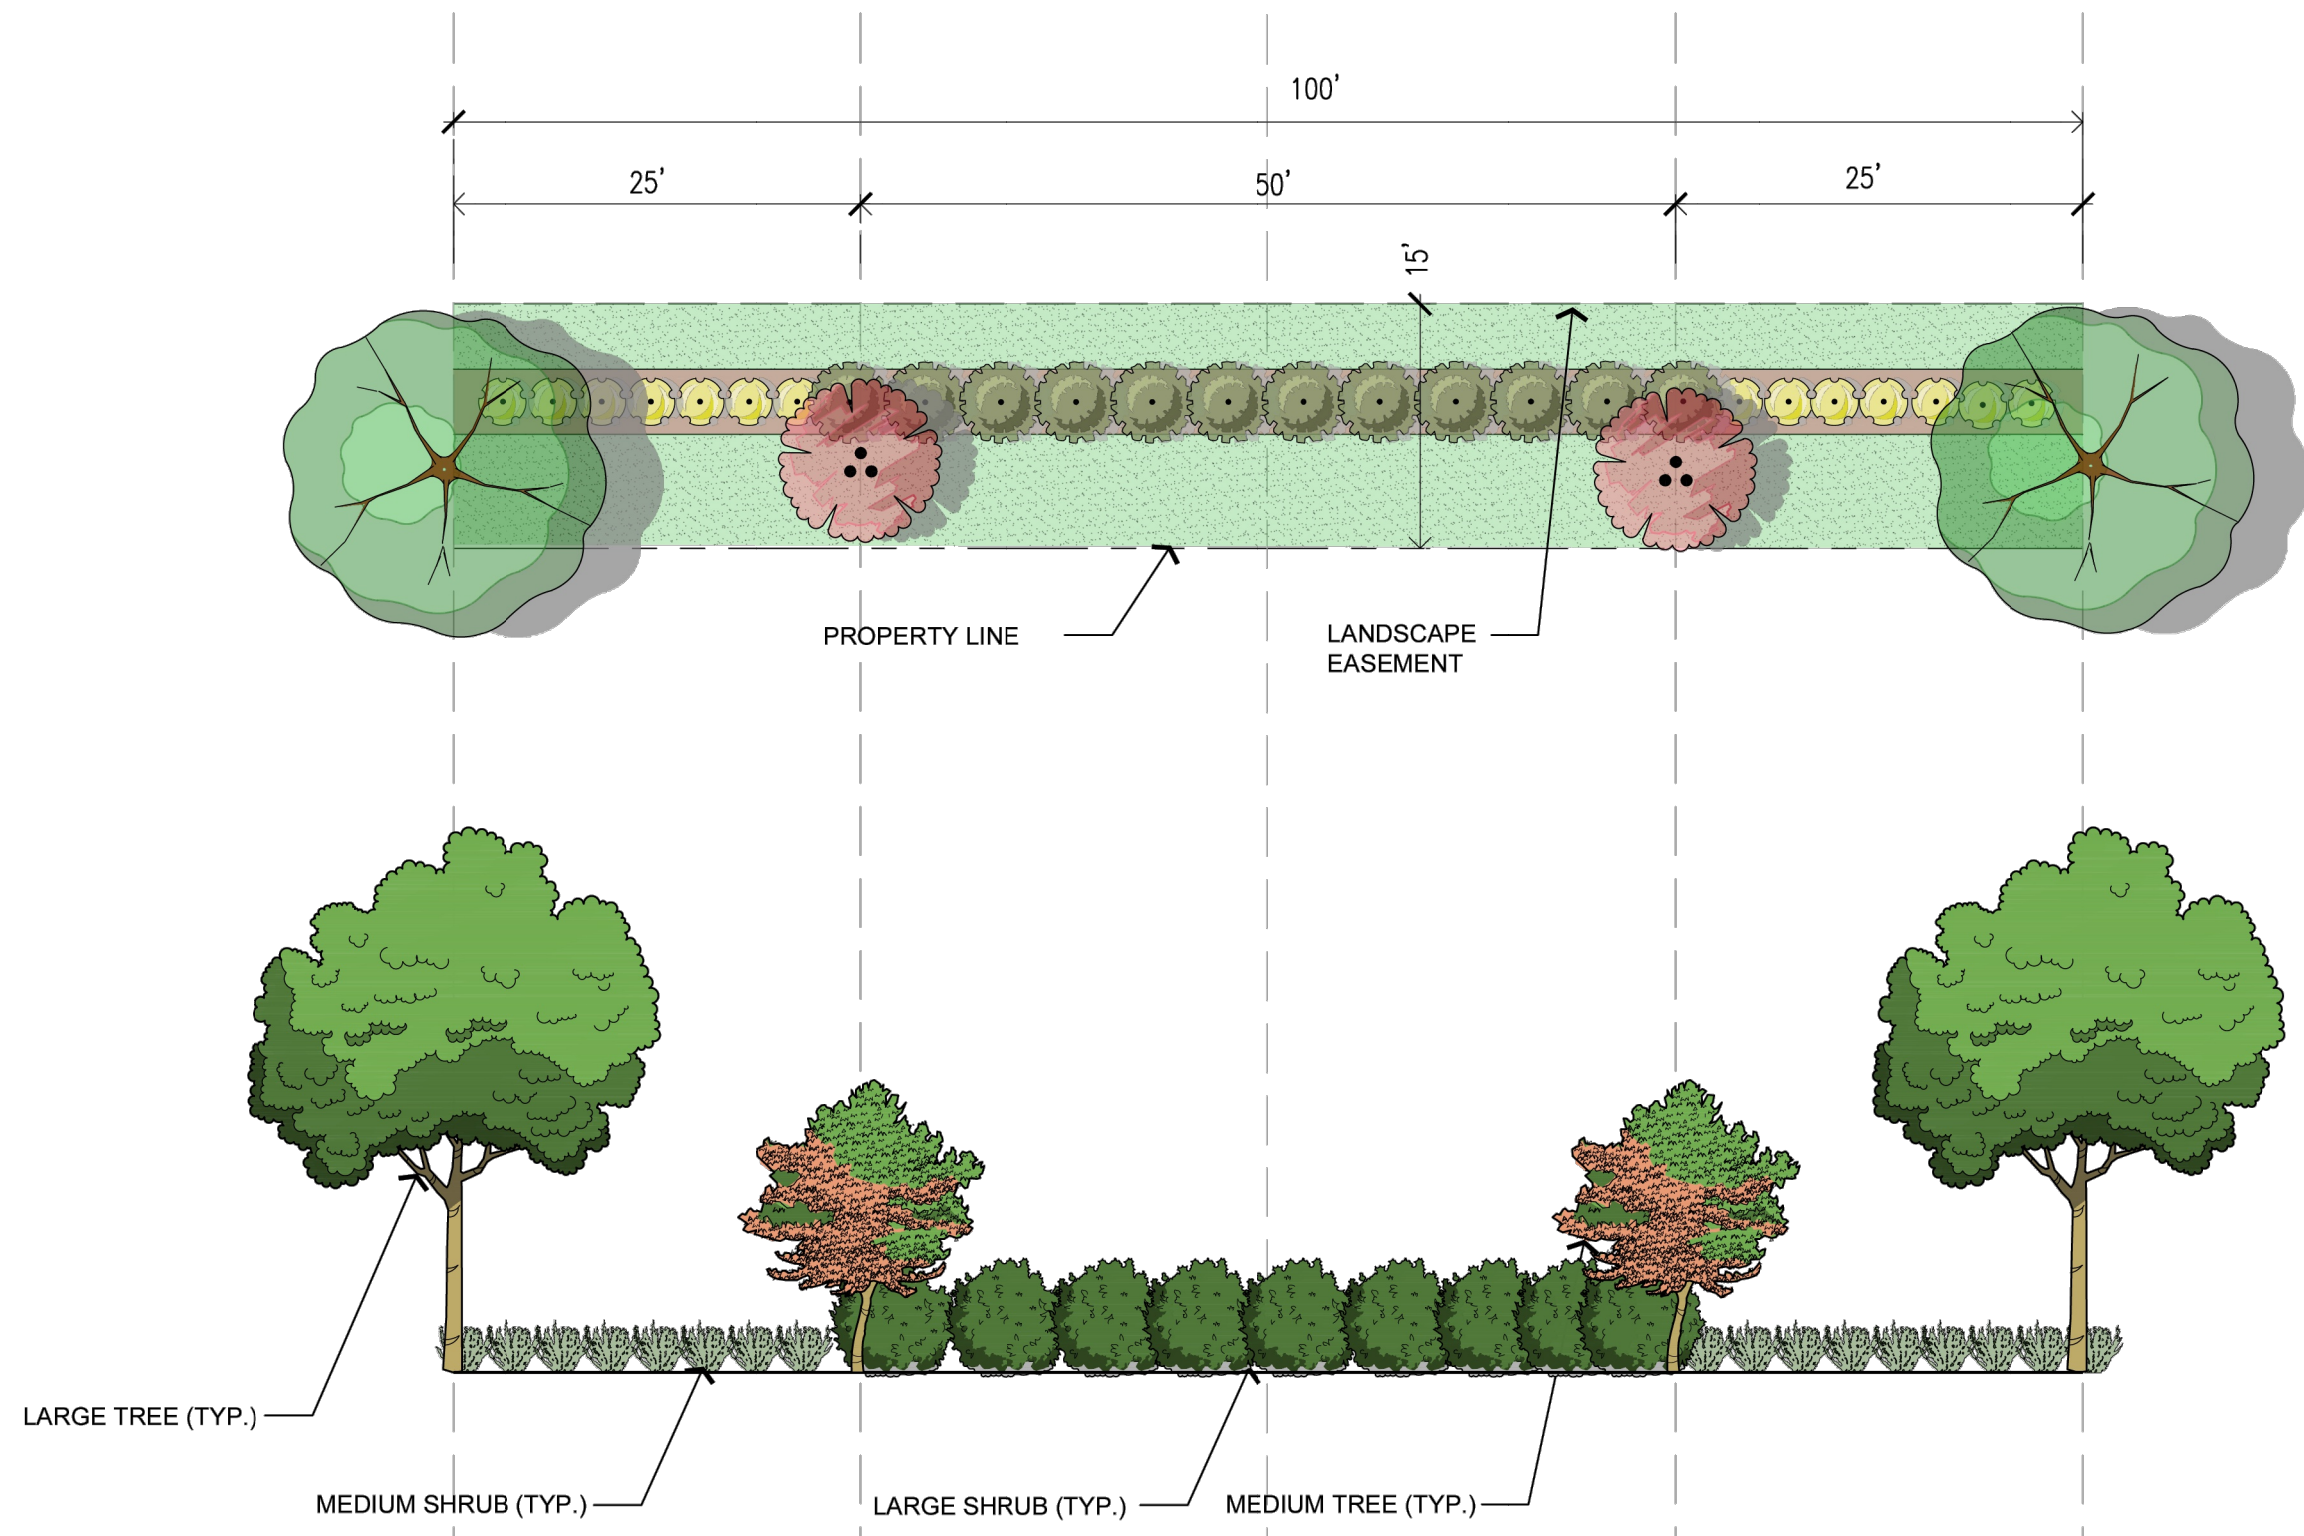 100'
25'
50'
25'
15'
PROPERTY LINE
LANDSCAPE
EASEMENT
LARGE TREE (TYP.)
MEDIUM SHRUB (TYP.)
LARGE SHRUB (TYP.)
MEDIUM TREE (TYP.)